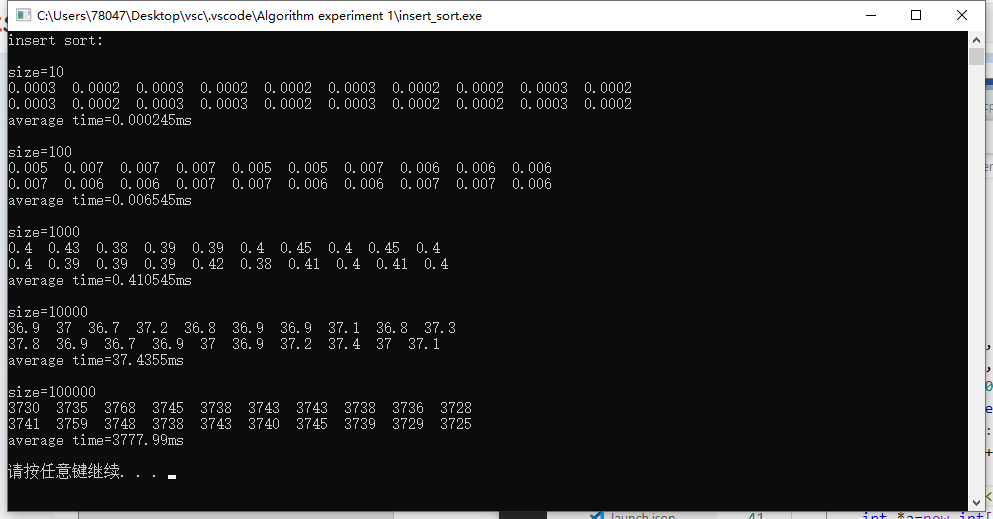 C:\Users\78047\Desktop\vsc\.vscode\Algorithm experiment 1\insert_sort.exe
insert sort:
size=10
0.0003 0.0002 0.0003 0.0002 0.0002 0.0003 0.0002 0.0002 0.0003 0.0002
0.0003 0.0002 0.0003 0.0003 0.0002 0.0003 0.0002 0.0002 0.0003 0.0002
average time=0.000245ms
size=100
0.005 0.007 0.007 0.007 0.005 0.005 0.007 0.006 0.006 0.006
0.007 0.006 0.006 0.007 0.007 0.006 0.006 0.007 0.007 0.006
average time=0.006545ms
size=1000
0.4 0.43 0.38 0.39 0.39 0.4 0.45 0.4 0.45 0.4
0.4 0.39 0.39 0.39 0.42 0.38 0.41 0.4 0.41 0.4
average time=0.410545ms
size=10000
36.9 37 36.7 37.2 36.8 36.9 36.9 37.1 36.8 37.3
37.8 36.9 36.7 36.9 37 36.9 37.2 37.4 37 37.1
average time=37.4355ms
size=100000
3730 3735 3768 3745 3738 3743 3743 3738 3736 3728
3741 3759 3748 3738 3743 3740 3745 3739 3729 3725
average time=3777.99ms
请按任意键继续. . .
launch.json
41
int *a=new int[